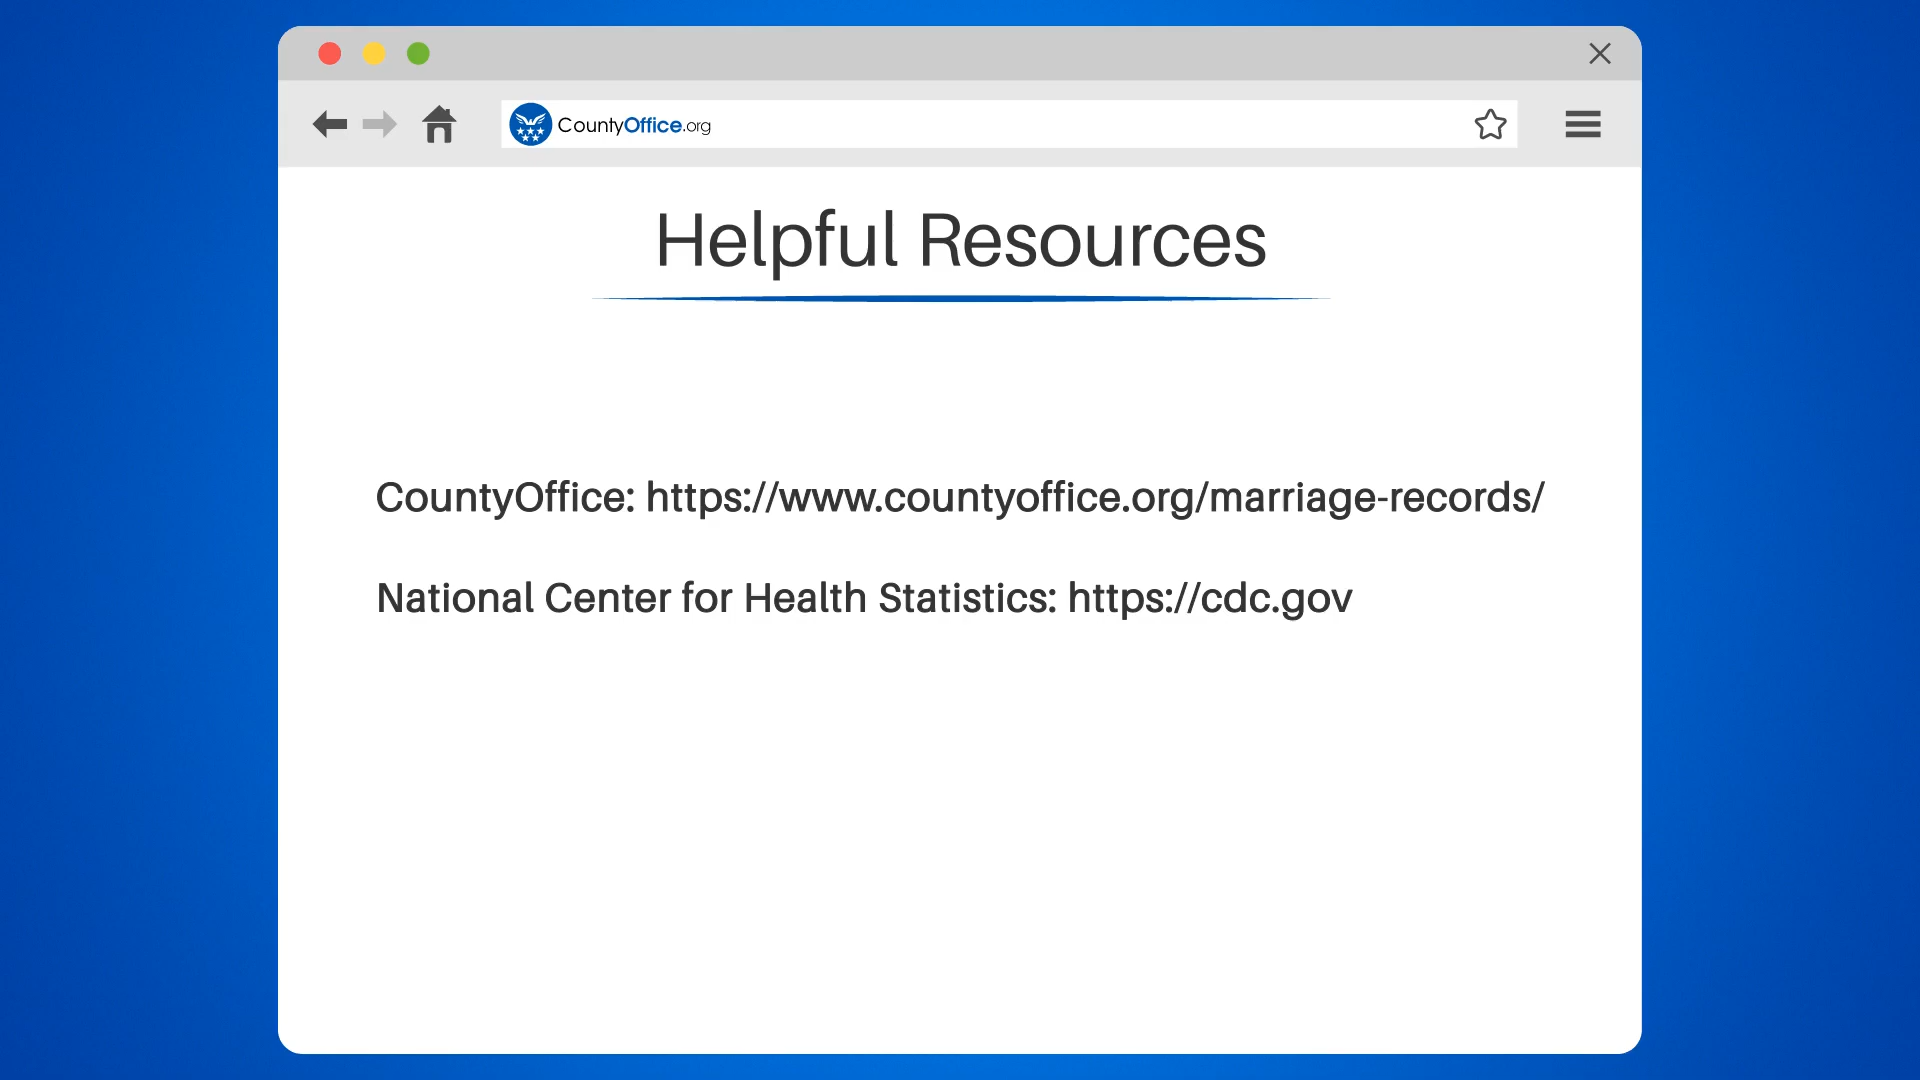 CountyOffice.org
Helpful Resources
CountyOffice: https://www.countyoffice.org/marriage-records/
National Center for Health Statistics: https://cdc.gov